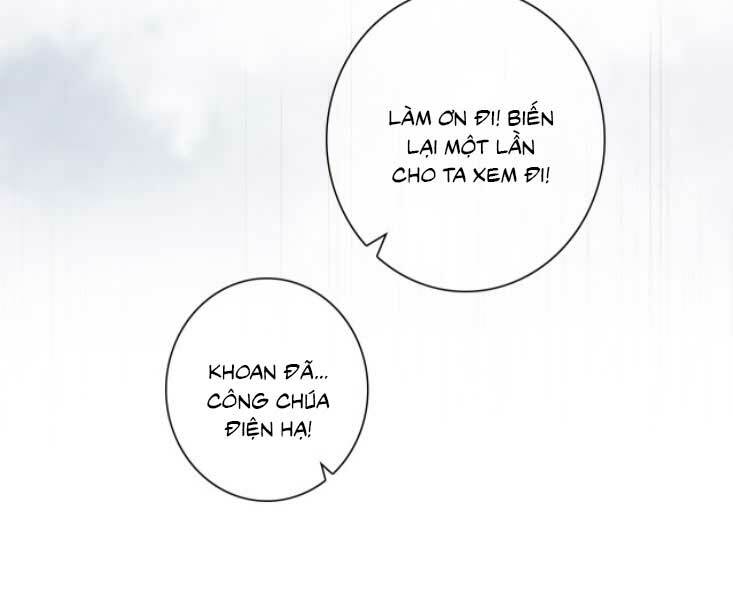 LÀM ƠN ĐI! BIẾN
LẠI MỘT LẦN
CHO TA XEM ĐI!
KHOAN ĐÃ...
CÔNG CHÚA
ĐIỆN HẠ!